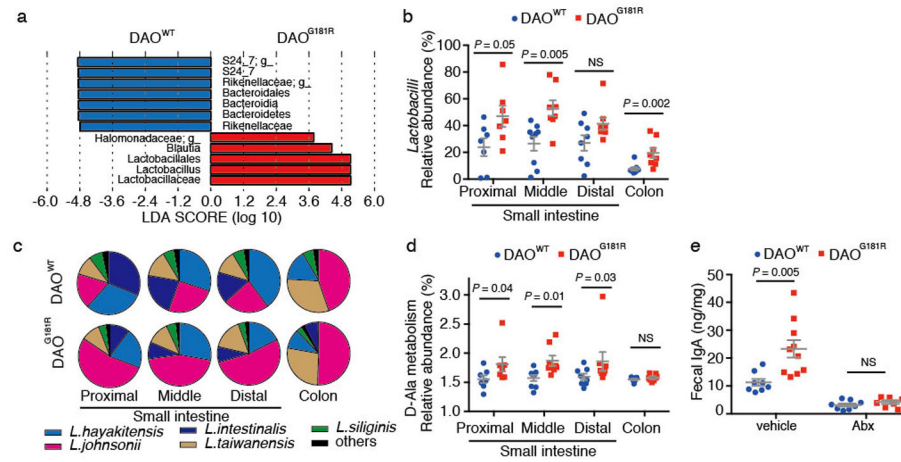 a
DAO^WT DAO^G181R
S24_7; g_
S24_7
Rikenellaceae; g_
Bacteroidales
Bacteroidia
Bacteroidetes
Rikenellaceae
Halomonadaceae; g_
Blautia
Lactobacillales
Lactobacillus
Lactobacillaceae
-6.0 -4.8 -3.6 -2.4 -1.2 0.0 1.2 2.4 3.6 4.8 6.0
LDA SCORE (log 10)
b
DAO^WT DAO^G181R
Lactobacilli
Relative abundance (%)
100
80
60
40
20
0
P = 0.05
P = 0.005
NS
P = 0.002
Proximal Middle Distal Colon
Small intestine
c
DAO^WT
DAO^G181R
Proximal Middle Distal Colon
Small intestine
L.hayakitensis L.intestinalis L.siliginis
L.johnsonii L.taiwanensis others
d
DAO^WT DAO^G181R
D-Ala metabolism
Relative abundance (%)
3.0
2.5
2.0
1.5
1.0
P = 0.04
P = 0.01
P = 0.03
NS
Proximal Middle Distal Colon
Small intestine
e
DAO^WT DAO^G181R
Fecal IgA (ng/mg)
50
40
30
20
10
0
P = 0.005
NS
vehicle Abx